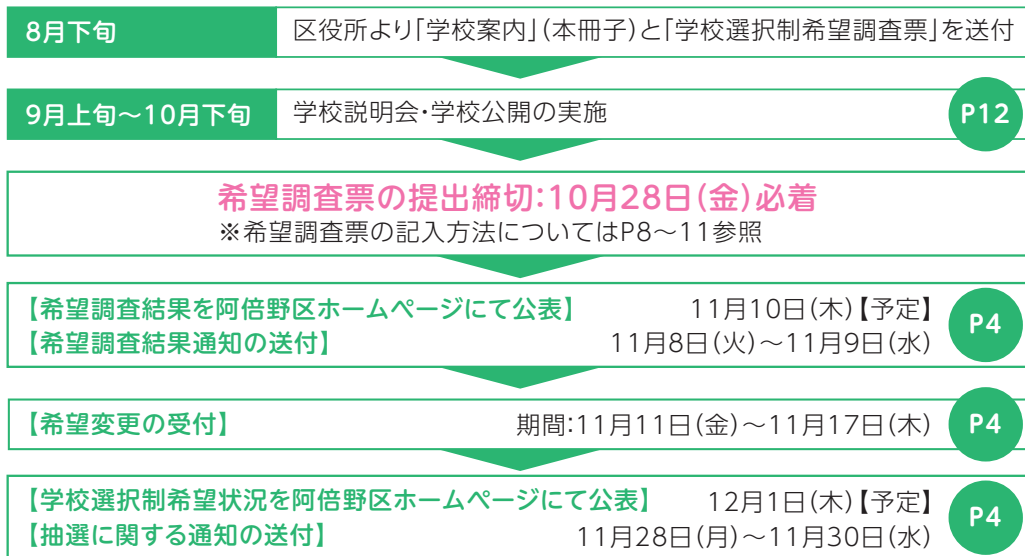 8月下旬 区役所より「学校案内」(本冊子)と「学校選択制希望調査票」を送付
9月上旬～10月下旬 学校説明会・学校公開の実施 P12
希望調査票の提出締切:10月28日(金)必着
※希望調査票の記入方法についてはP8～11参照
【希望調査結果を阿倍野区ホームページにて公表】 11月10日(木)【予定】
【希望調査結果通知の送付】 11月8日(火)～11月9日(水)
P4
【希望変更の受付】 期間:11月11日(金)～11月17日(木) P4
【学校選択制希望状況を阿倍野区ホームページにて公表】 12月1日(木)【予定】
【抽選に関する通知の送付】 11月28日(月)～11月30日(水)
P4